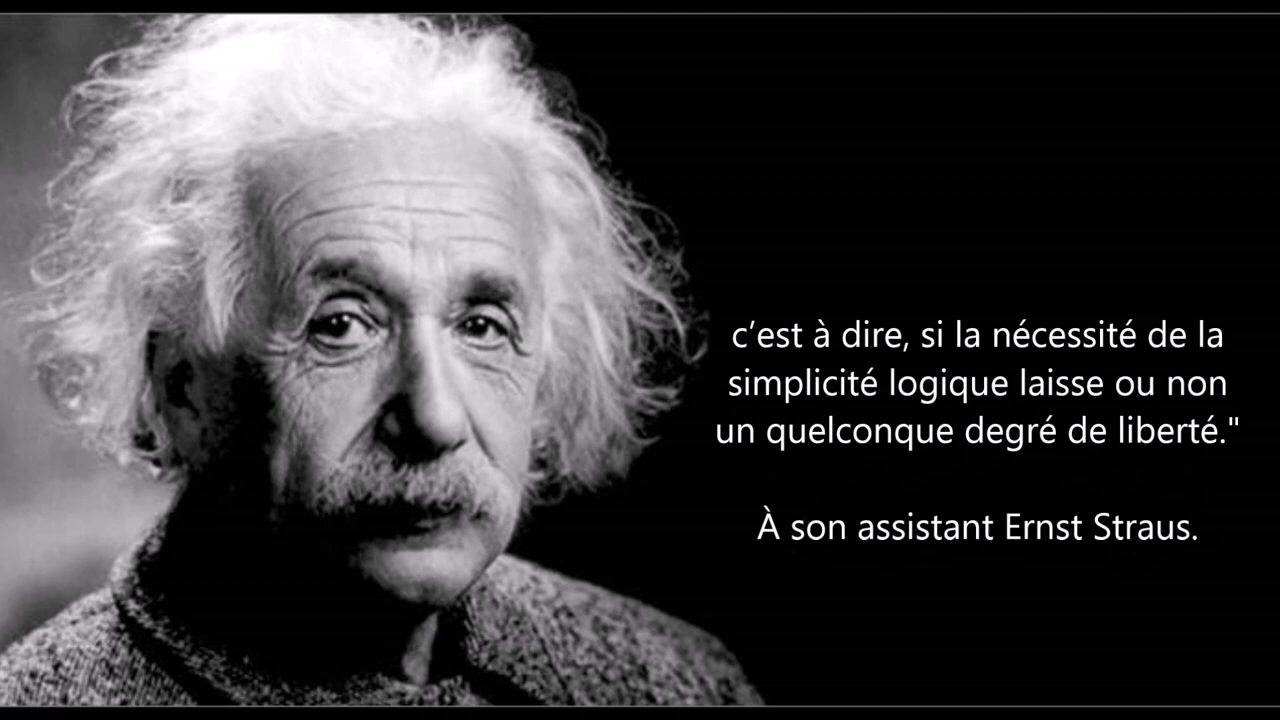 c’est à dire, si la nécessité de la
simplicité logique laisse ou non
un quelconque degré de liberté."
À son assistant Ernst Straus.